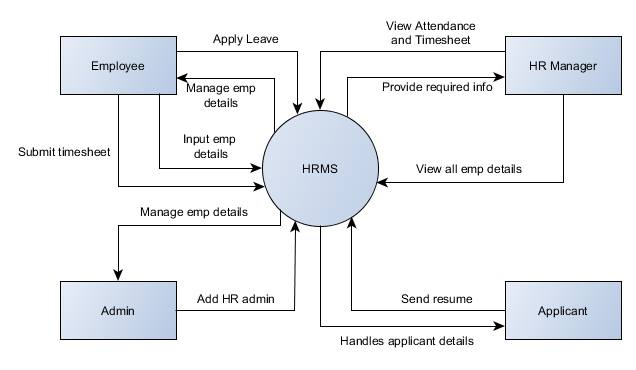 View Attendance
and Timesheet
Apply Leave
Employee
HR Manager
Manage emp
details
Provide required info
Input emp
details
Submit timesheet
HRMS
View all emp details
Manage emp details
Admin
Add HR admin
Send resume
Applicant
Handles applicant details